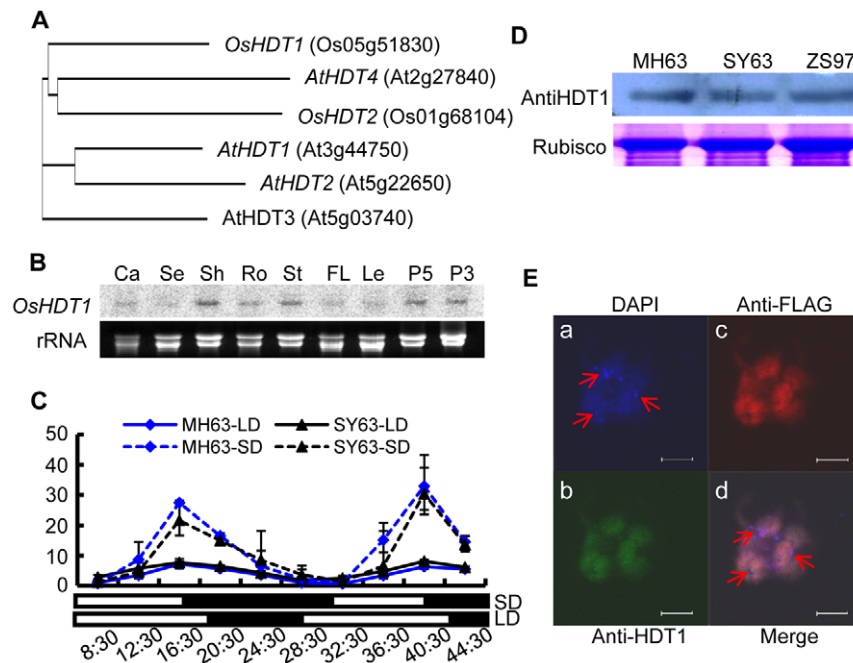 A
OsHDT1 (Os05g51830)
AtHDT4 (At2g27840)
OsHDT2 (Os01g68104)
AtHDT1 (At3g44750)
AtHDT2 (At5g22650)
AtHDT3 (At5g03740)
B
Ca Se Sh Ro St FL Le P5 P3
OsHDT1
rRNA
C
MH63-LD SY63-LD
MH63-SD SY63-SD
50
40
30
20
10
0
SD
LD
8:30 12:30 16:30 20:30 24:30 28:30 32:30 36:30 40:30 44:30
D
MH63 SY63 ZS97
AntiHDT1
Rubisco
E
DAPI Anti-FLAG
a c
b d
Anti-HDT1 Merge